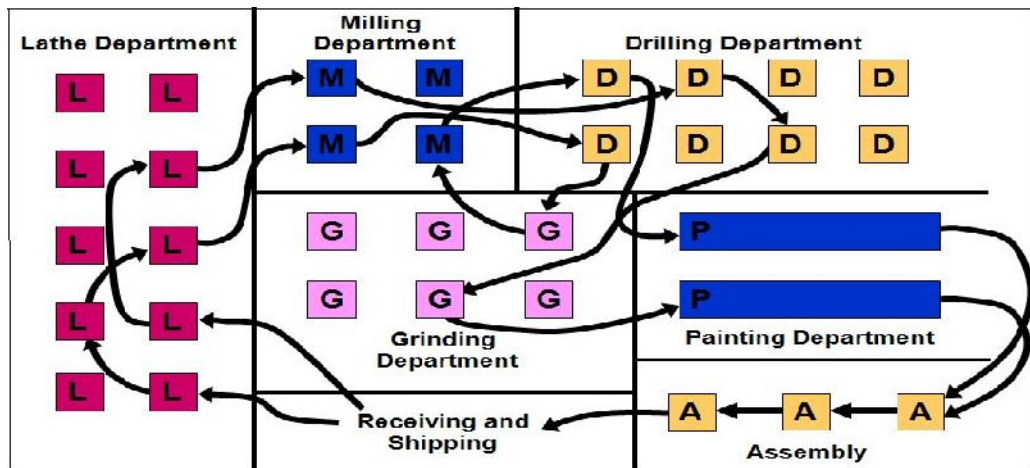 Lathe Department
Milling
Department
Drilling Department
L L
M M
D D D D
L L
M M
D D D D
L L
G G G
P
L L
G G G
P
Grinding
Department
Painting Department
L L
Receiving and
Shipping
A A A
Assembly